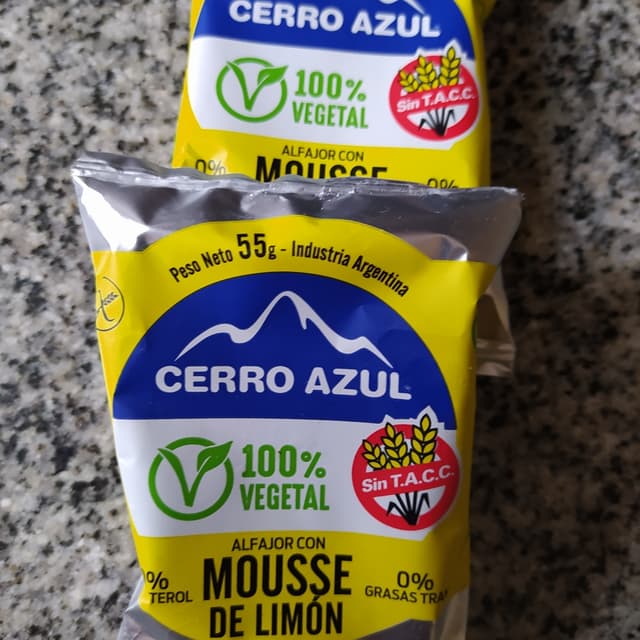 CERRO AZUL
100%
VEGETAL
Sin T.A.C.C.
ALFAJOR CON
0% MOUSSE 0%
Peso Neto 55g - Industria Argentina
CERRO AZUL
100%
VEGETAL
Sin T.A.C.C.
ALFAJOR CON
MOUSSE
DE LIMÓN
0%
GRASAS